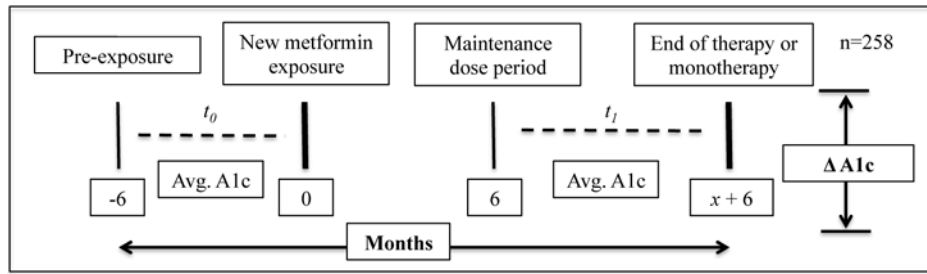 Pre-exposure
New metformin
exposure
Maintenance
dose period
End of therapy or
monotherapy
n=258
t0
t1
Avg. A1c
Avg. A1c
Δ A1c
-6
0
6
x + 6
Months